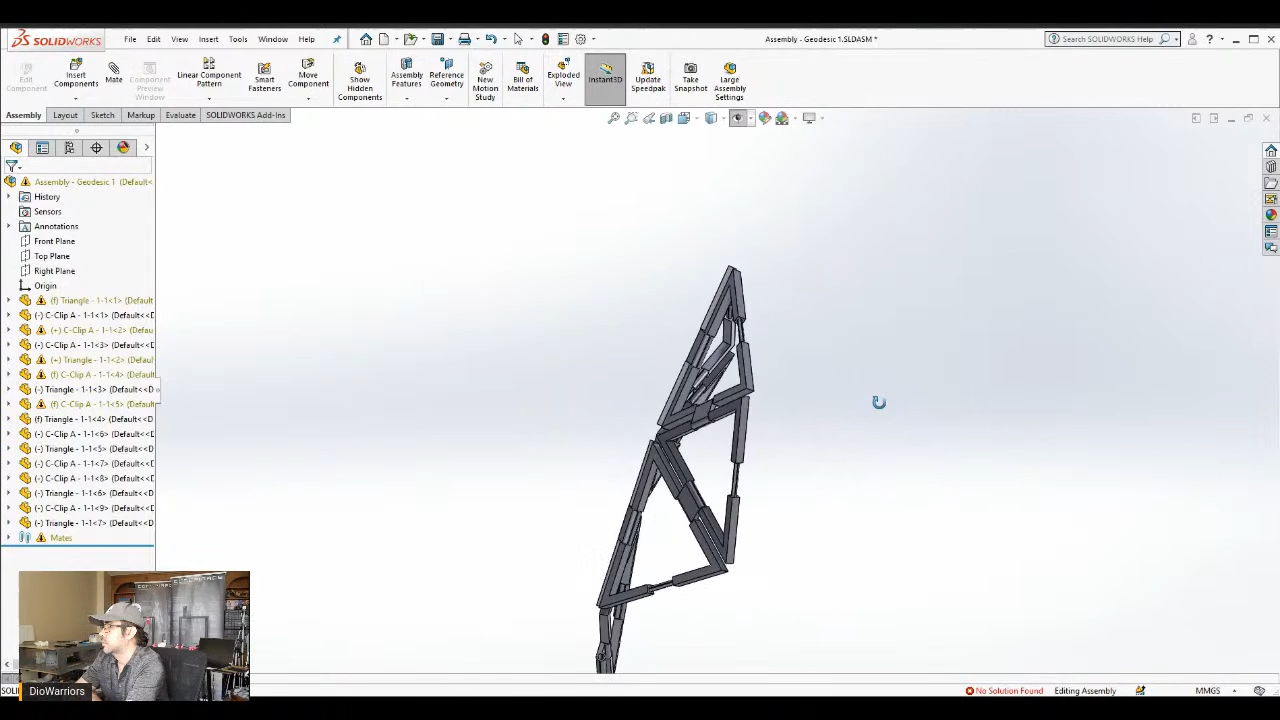 SOLIDWORKS
File
Edit
View
Insert
Tools
Window
Help
Assembly - Geodesic 1.SLDASM *
Search SOLIDWORKS Help
Edit Component
Insert Components
Mate
Component Preview Window
Linear Component Pattern
Smart Fasteners
Move Component
Show Hidden Components
Assembly Features
Reference Geometry
New Motion Study
Bill of Materials
Exploded View
Instant3D
Update Speedpak
Take Snapshot
Large Assembly Settings
Assembly
Layout
Sketch
Markup
Evaluate
SOLIDWORKS Add-Ins
Assembly - Geodesic 1 (Default<
History
Sensors
Annotations
Front Plane
Top Plane
Right Plane
Origin
(f) Triangle - 1-1<1> (Default
(-) C-Clip A - 1-1<1> (Default<<D
(+) C-Clip A - 1-1<2> (Defau
(-) C-Clip A - 1-1<3> (Default<<D
(+) Triangle - 1-1<2> (Default
(f) C-Clip A - 1-1<4> (Default
(-) Triangle - 1-1<3> (Default<<D
(f) C-Clip A - 1-1<5> (Default
(f) Triangle - 1-1<4> (Default<<D
(-) C-Clip A - 1-1<6> (Default<<D
(-) Triangle - 1-1<5> (Default<<D
(-) C-Clip A - 1-1<7> (Default<<D
(-) C-Clip A - 1-1<8> (Default<<D
(-) Triangle - 1-1<6> (Default<<D
(-) C-Clip A - 1-1<9> (Default<<D
(-) Triangle - 1-1<7> (Default<<D
Mates
DioWarriors
SOLI
No Solution Found
Editing Assembly
MMGS